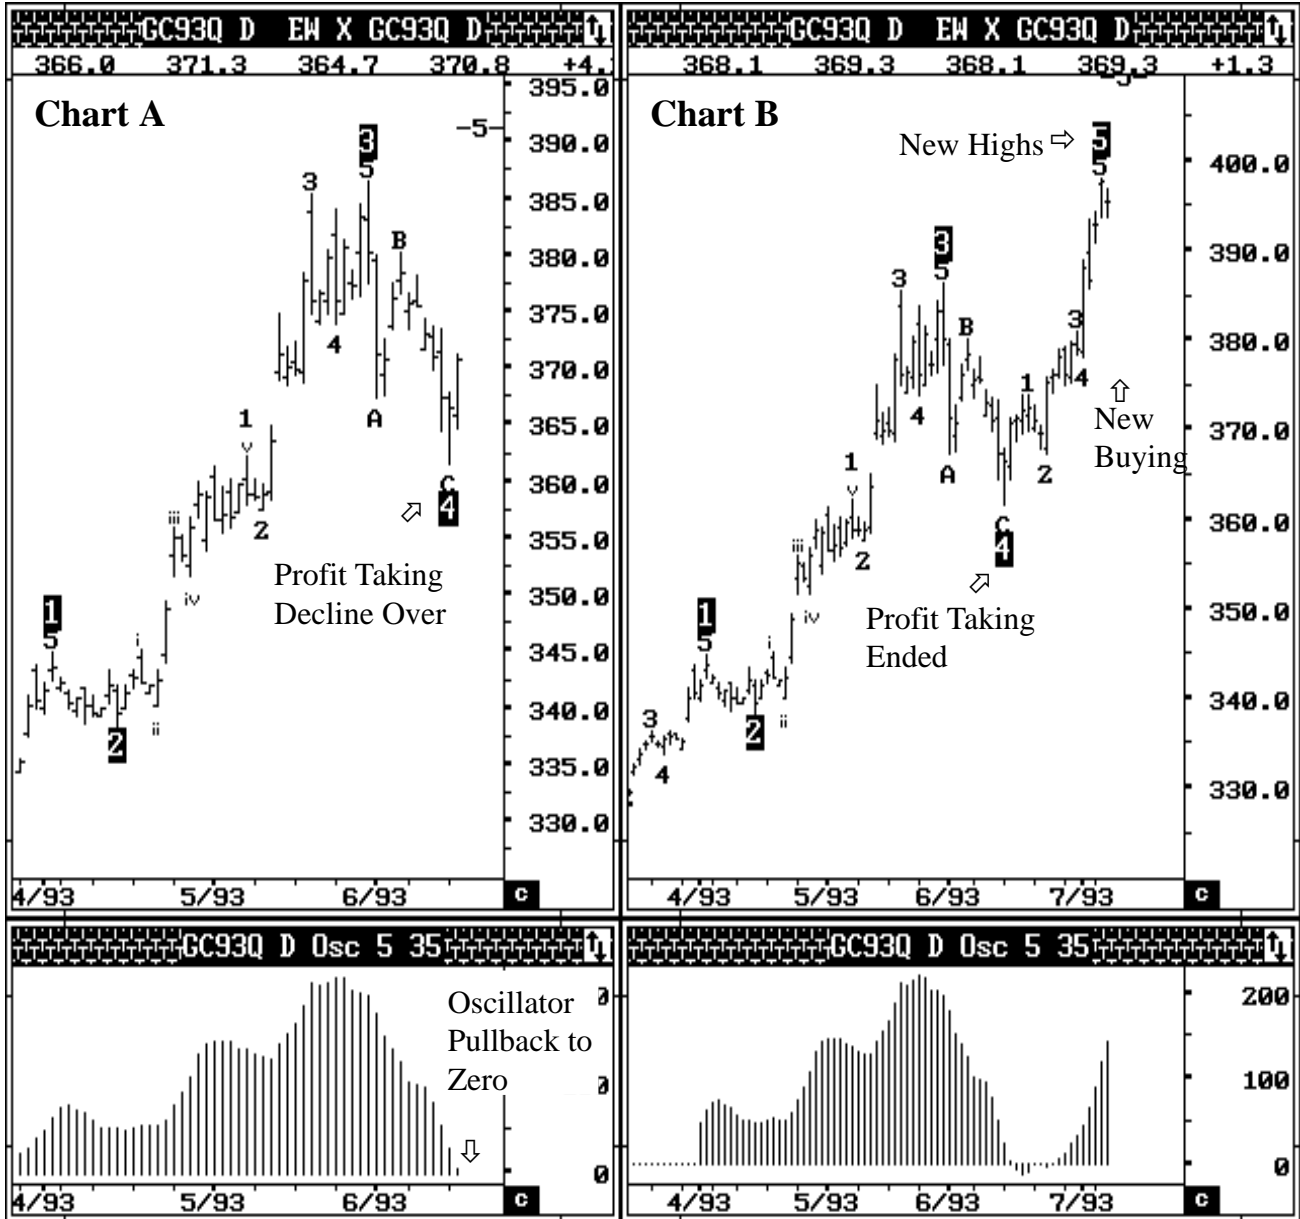 GC93Q D EW X GC93Q D
366.0 371.3 364.7 370.8
Chart A
395.0
390.0
385.0
380.0
375.0
370.0
365.0
360.0
355.0
350.0
345.0
340.0
335.0
330.0
-5-
3
5
3
B
4
A
1
v
2
C
4
iii
iv
Profit Taking
Decline Over
1
5
i
ii
2
4/93 5/93 6/93 C
GC93Q D Osc 5 35
Oscillator
Pullback to
Zero
0
4/93 5/93 6/93 C
GC93Q D EW X GC93Q D
368.1 369.3 368.1 369.3 +1.3
Chart B
-5-
New Highs
5
5
400.0
390.0
380.0
370.0
360.0
350.0
340.0
330.0
3
5
3
B
3
4
4
1
A
2
New
Buying
1
v
2
C
4
iii
iv
Profit Taking
Ended
1
5
i
ii
2
3
4
4/93 5/93 6/93 7/93 C
GC93Q D Osc 5 35
200
100
0
4/93 5/93 6/93 7/93 C